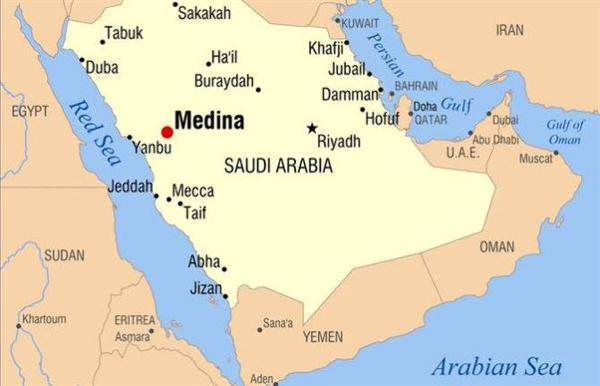 Sakakah
KUWAIT
IRAN
Tabuk
Khafji
Ha'il
Persian
Gulf
Duba
Jubail
Buraydah
BAHRAIN
Damman
Doha
QATAR
Hofuf
Dubai
Gulf of
Oman
EGYPT
Red Sea
Medina
Riyadh
Abu Dhabi
Yanbu
U.A.E.
Muscat
SAUDI ARABIA
Jeddah
Mecca
Taif
OMAN
SUDAN
Abha
Jizan
Khartoum
ERITREA
Asmara
Sana'a
YEMEN
Arabian Sea
Aden